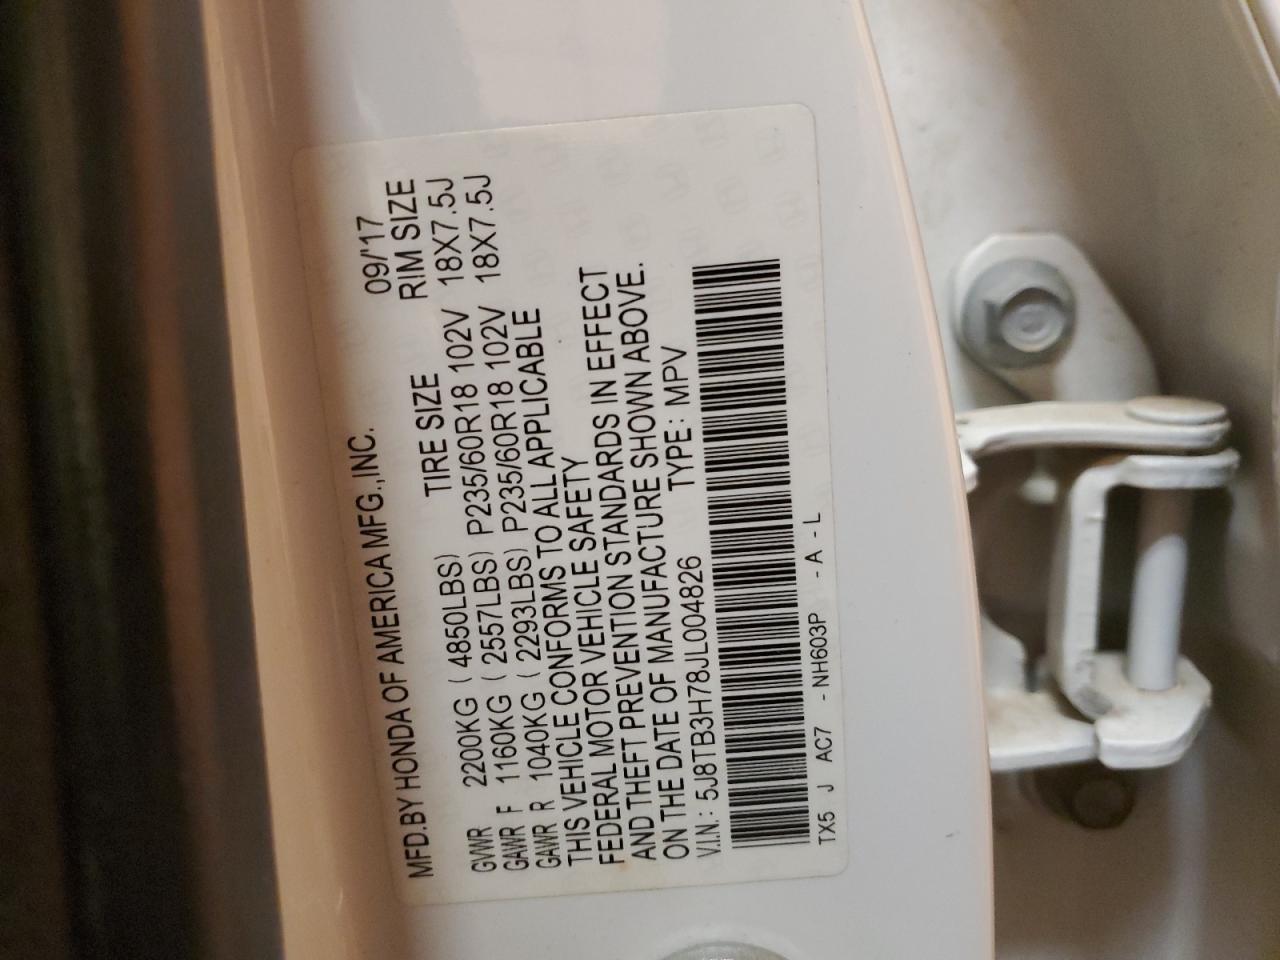 MFD.BY HONDA OF AMERICA MFG.,INC. 09/'17
TIRE SIZE RIM SIZE
GVWR 2200KG ( 4850LBS)
GAWR F 1160KG ( 2557LBS) P235/60R18 102V 18X7.5J
GAWR R 1040KG ( 2293LBS) P235/60R18 102V 18X7.5J
THIS VEHICLE CONFORMS TO ALL APPLICABLE
FEDERAL MOTOR VEHICLE SAFETY
AND THEFT PREVENTION STANDARDS IN EFFECT
ON THE DATE OF MANUFACTURE SHOWN ABOVE.
V.I.N.: 5J8TB3H78JL004826 TYPE: MPV
TX5 J AC7 - NH603P - A - L